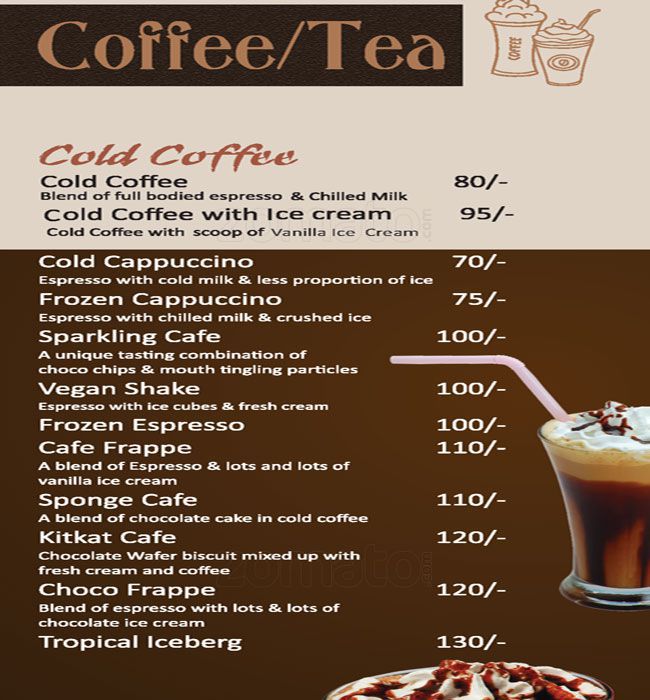 Coffee/Tea
COFFEE
Cold Coffee
Cold Coffee 80/-
Blend of full bodied espresso & Chilled Milk
Cold Coffee with Ice cream 95/-
Cold Coffee with scoop of Vanilla Ice Cream
zomato.com
Cold Cappuccino 70/-
Espresso with cold milk & less proportion of ice
Frozen Cappuccino 75/-
Espresso with chilled milk & crushed ice
Sparkling Cafe 100/-
A unique tasting combination of
choco chips & mouth tingling particles
Vegan Shake 100/-
Espresso with ice cubes & fresh cream
Frozen Espresso 100/-
Cafe Frappe 110/-
A blend of Espresso & lots and lots of
vanilla ice cream
Sponge Cafe 110/-
A blend of chocolate cake in cold coffee
Kitkat Cafe 120/-
Chocolate Wafer biscuit mixed up with
fresh cream and coffee
zomato.com
Choco Frappe 120/-
Blend of espresso with lots & lots of
chocolate ice cream
Tropical Iceberg 130/-